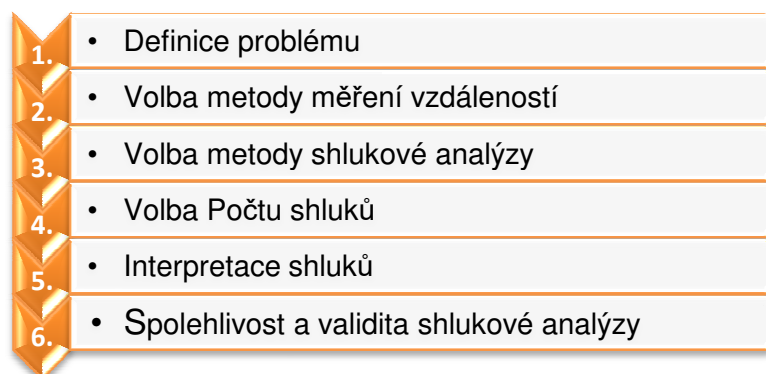 1. • Definice problému
2. • Volba metody měření vzdáleností
3. • Volba metody shlukové analýzy
4. • Volba Počtu shluků
5. • Interpretace shluků
6. • Spolehlivost a validita shlukové analýzy